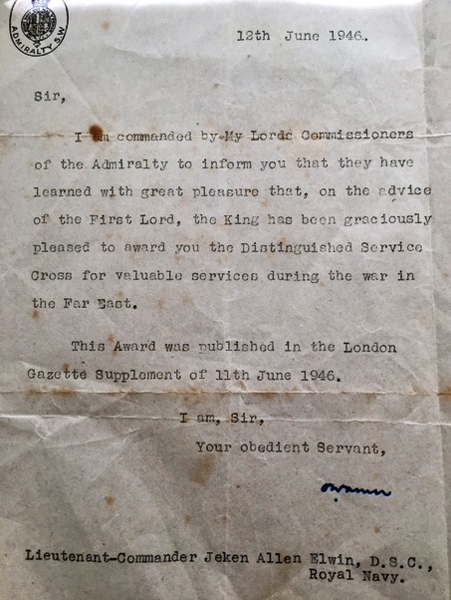 ADMIRALTY S.W
12th June 1946.
Sir,
I am commanded by My Lords Commissioners
of the Admiralty to inform you that they have
learned with great pleasure that, on the advice
of the First Lord, the King has been graciously
pleased to award you the Distinguished Service
Cross for valuable services during the war in
the Far East.
This Award was published in the London
Gazette Supplement of 11th June 1946.
I am, Sir,
Your obedient Servant,
Lieutenant-Commander Jeken Allen Elwin, D.S.C.,
Royal Navy.